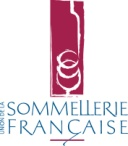 UNION DE LA
SOMMELLERIE
FRANÇAISE